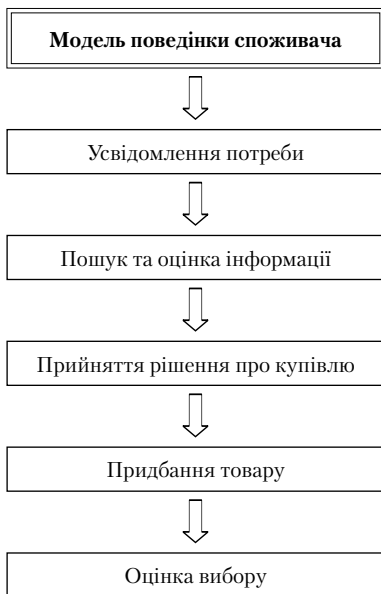 Модель поведінки споживача
Усвідомлення потреби
Пошук та оцінка інформації
Прийняття рішення про купівлю
Придбання товару
Оцінка вибору